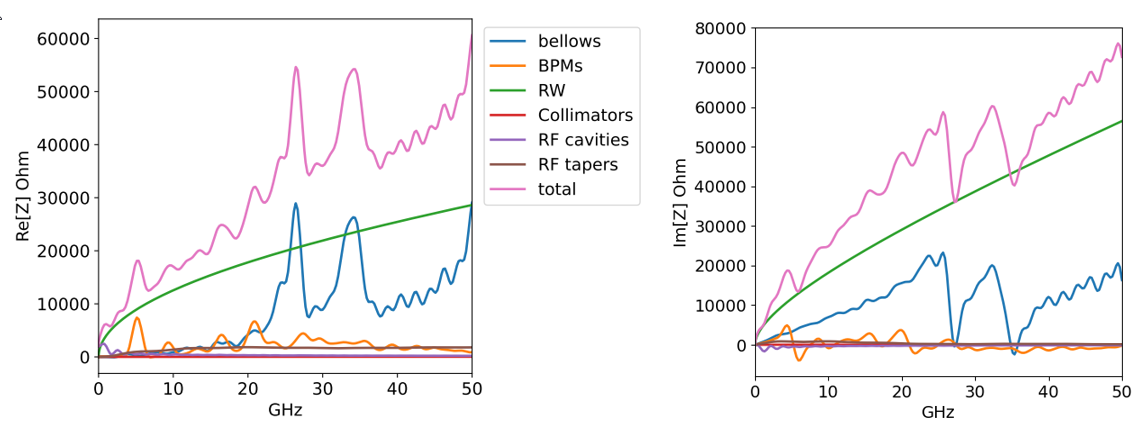 60000
50000
40000
30000
20000
10000
0
Re[Z] Ohm
0 10 20 30 40 50
GHz
bellows
BPMs
RW
Collimators
RF cavities
RF tapers
total
80000
70000
60000
50000
40000
30000
20000
10000
0
Im[Z] Ohm
0 10 20 30 40 50
GHz